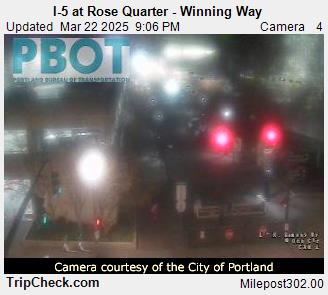 I-5 at Rose Quarter - Winning Way
Updated Mar 22 2025 9:06 PM Camera 4
PBOT
PORTLAND BUREAU OF TRANSPORTATION
Camera courtesy of the City of Portland
TripCheck.com Milepost302.00